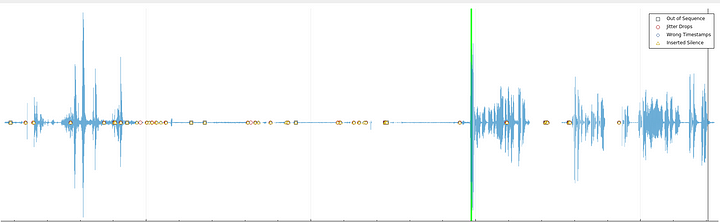 Out of Sequence
Jitter Drops
Wrong Timestamps
Inserted Silence